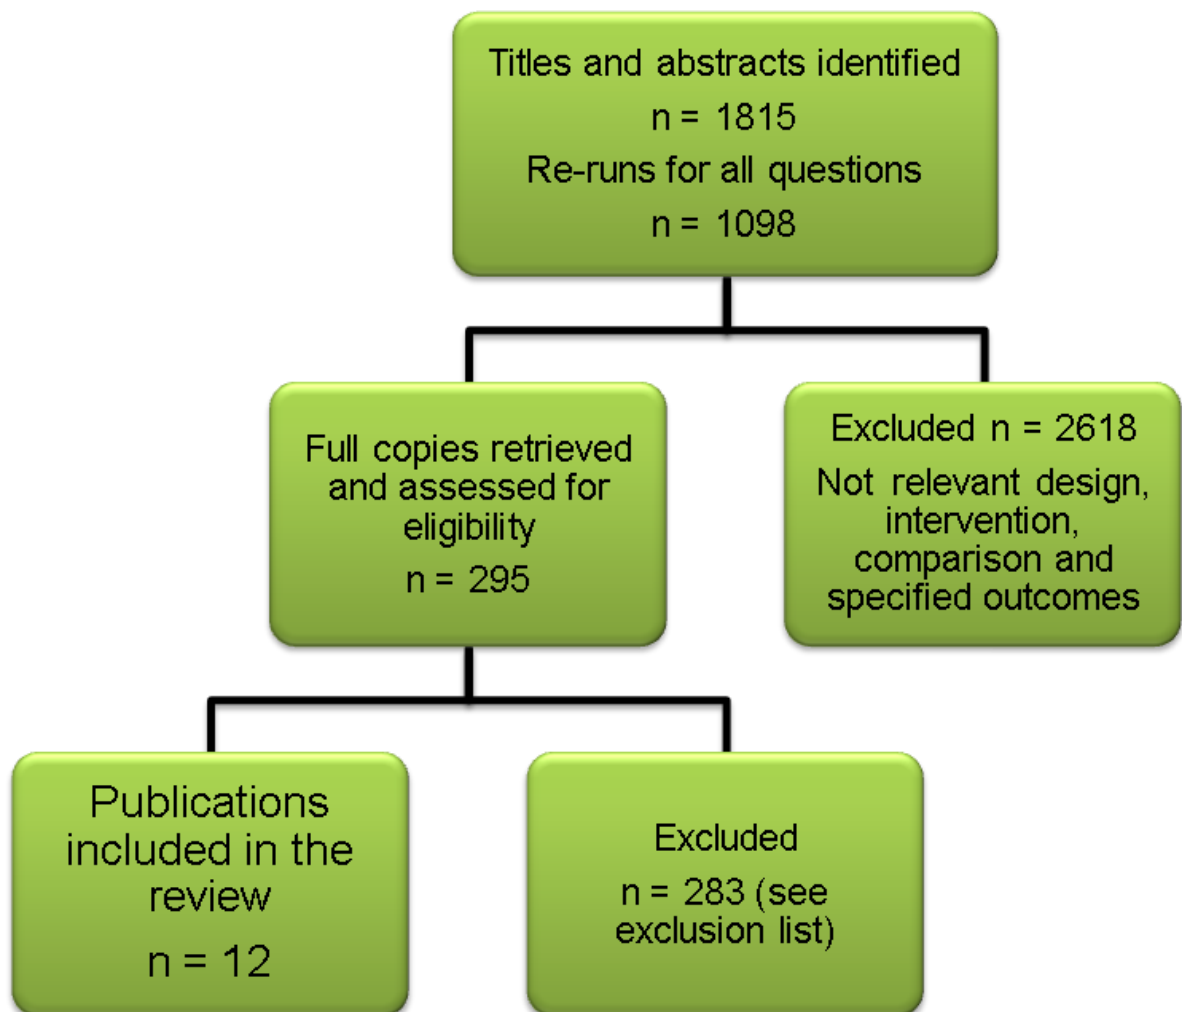 Titles and abstracts identified
n = 1815
Re-runs for all questions
n = 1098
Full copies retrieved
and assessed for
eligibility
n = 295
Excluded n = 2618
Not relevant design,
intervention,
comparison and
specified outcomes
Publications
included in the
review
n = 12
Excluded
n = 283 (see
exclusion list)